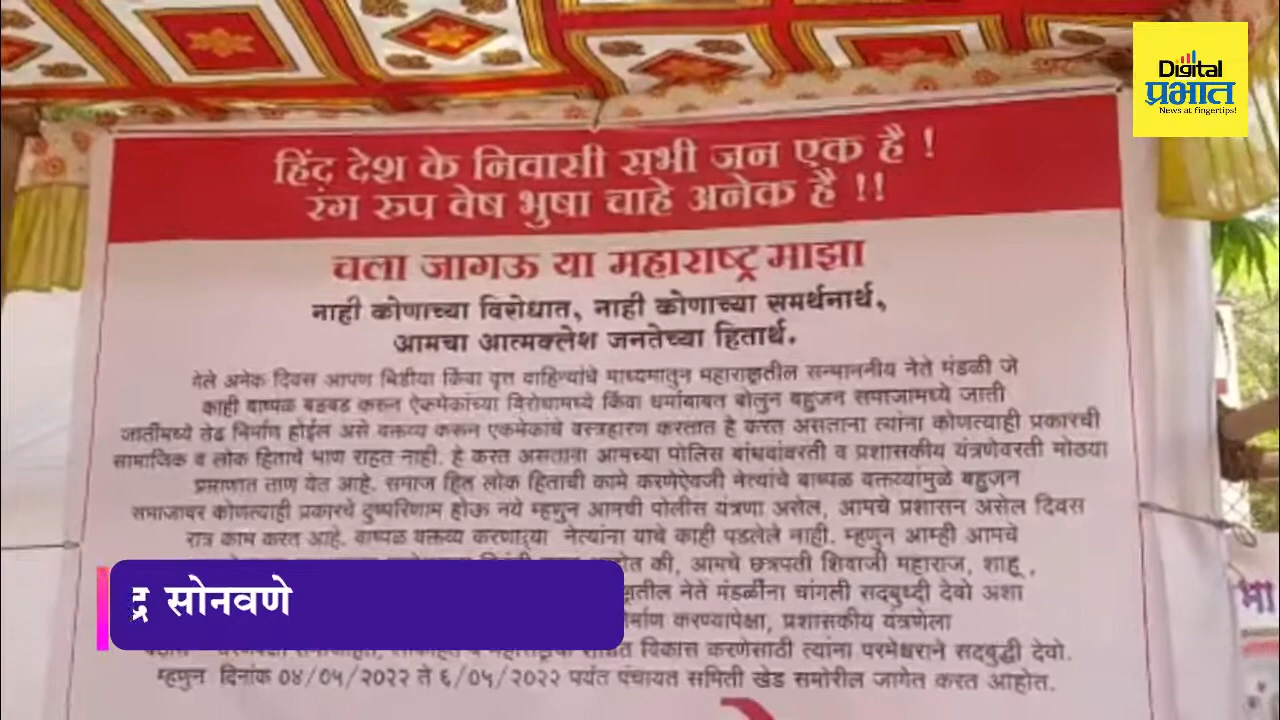 Digital
प्रभात
News at fingertips!
हिंद देश के निवासी सभी जन एक है !
रंग रुप वेष भुषा चाहे अनेक है !!
चला जागऊ या महाराष्ट्र माझा
नाही कोणाच्या विरोधात, नाही कोणाच्या समर्थनार्थ,
आमचा आत्मक्लेश जनतेच्या हितार्थ.
गेले अनेक दिवस आपण मिडीया किंवा वृत्त वाहिन्यांचे माध्यमातुन महाराष्ट्रातील सन्माननीय नेते मंडळी जे
काही वाष्पळ बडबड करून ऐकमेकांच्या विरोधामध्ये किंवा धर्माबाबत बोलुन बहुजन समाजामध्ये जाती
जातीमध्ये तेढ निर्माण होईल असे वक्तव्य करून एकमेकांचे वस्त्रहारण करतात हे करत असताना त्यांना कोणत्याही प्रकारची
सामाजिक व लोक हिताचे भाण राहत नाही. हे करत असताना आमच्या पोलिस बांधवांवरती व प्रशासकीय यंत्रणेवरती मोठया
प्रमाणात ताण येत आहे. समाज हित लोक हिताची कामे करणेऐवजी नेत्यांचे वाष्पळ वक्तव्यांमुळे बहुजन
समाजावर कोणत्याही प्रकारचे दुष्परिणाम होऊ नये म्हणुन आमची पोलीस यंत्रणा असेल, आपचे प्रशासन असेल दिवस
रात्र काम करत आहे. वाष्पळ वक्तव्य करणाऱ्या नेत्यांना याचे काही पडलेले नाही. म्हणुन आम्ही आमचे
की, आमचे छत्रपती शिवाजी महाराज, शाहू,
नेते मंडळींना चांगली सदबुध्दी देवो अशा
करण्यापेक्षा, प्रशासकीय यंत्रणेला
विकास करणेसाठी त्यांना परमेश्वराने सदबुद्धी देवो.
म्हणुन दिनांक ०४/०५/२०२२ ते ६/०५/२०२२ पर्यंत पंचायत समिती खेड समोरील जागेत करत आहोत.
द्र सोनवणे